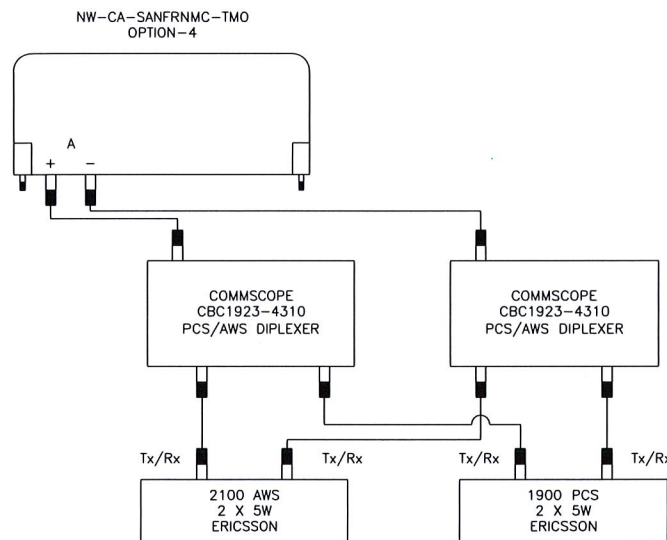 NW-CA-SANFRNMC-TMO
OPTION-4
A
+ -
COMMSCOPE
CBC1923-4310
PCS/AWS DIPLEXER
COMMSCOPE
CBC1923-4310
PCS/AWS DIPLEXER
Tx/Rx
Tx/Rx
Tx/Rx
Tx/Rx
2100 AWS
2 X 5W
ERICSSON
1900 PCS
2 X 5W
ERICSSON